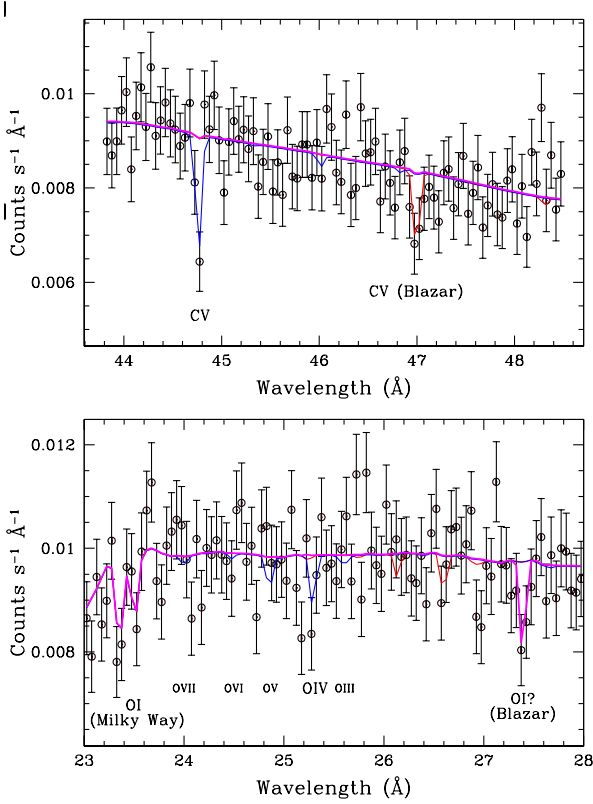 Counts s⁻¹ Å⁻¹
0.01
0.008
0.006
CV
CV (Blazar)
44 45 46 47 48
Wavelength (Å)
Counts s⁻¹ Å⁻¹
0.012
0.01
0.008
OI
(Milky Way)
OVII OVI OV OIV OIII
OI?
(Blazar)
23 24 25 26 27 28
Wavelength (Å)